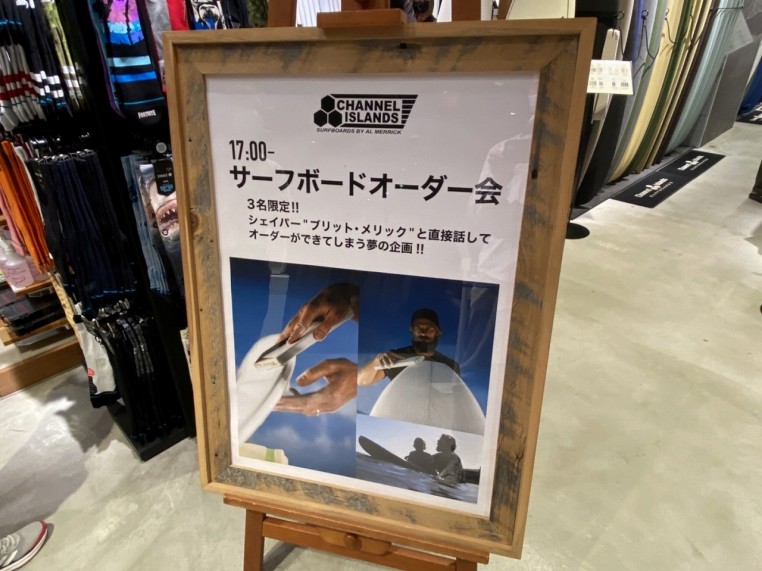 CHANNEL
ISLANDS
SURFBOARDS BY AL MERRICK
17:00-
サーフボードオーダー会
3名限定!!
シェイパー"ブリット・メリック"と直接話して
オーダーができてしまう夢の企画!!
FORTNITE